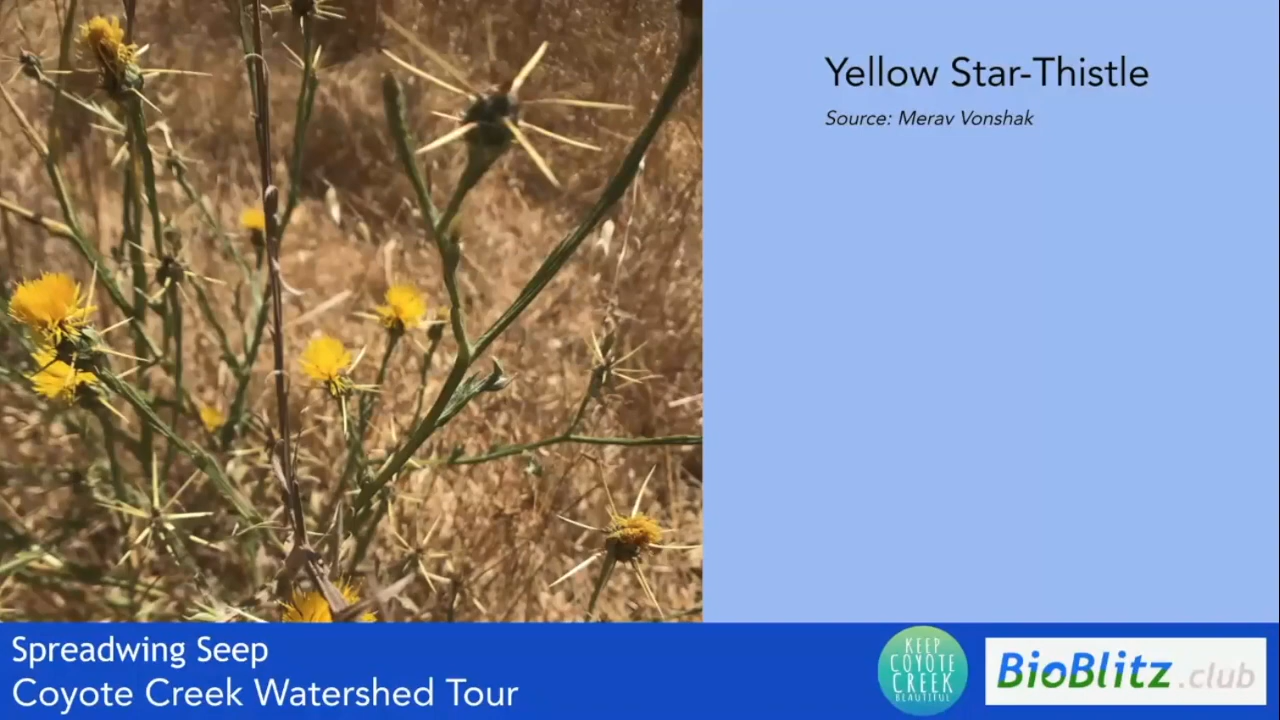 Yellow Star-Thistle
Source: Merav Vonshak
Spreadwing Seep
Coyote Creek Watershed Tour
KEEP
COYOTE
CREEK
BEAUTIFUL
BioBlitz.club